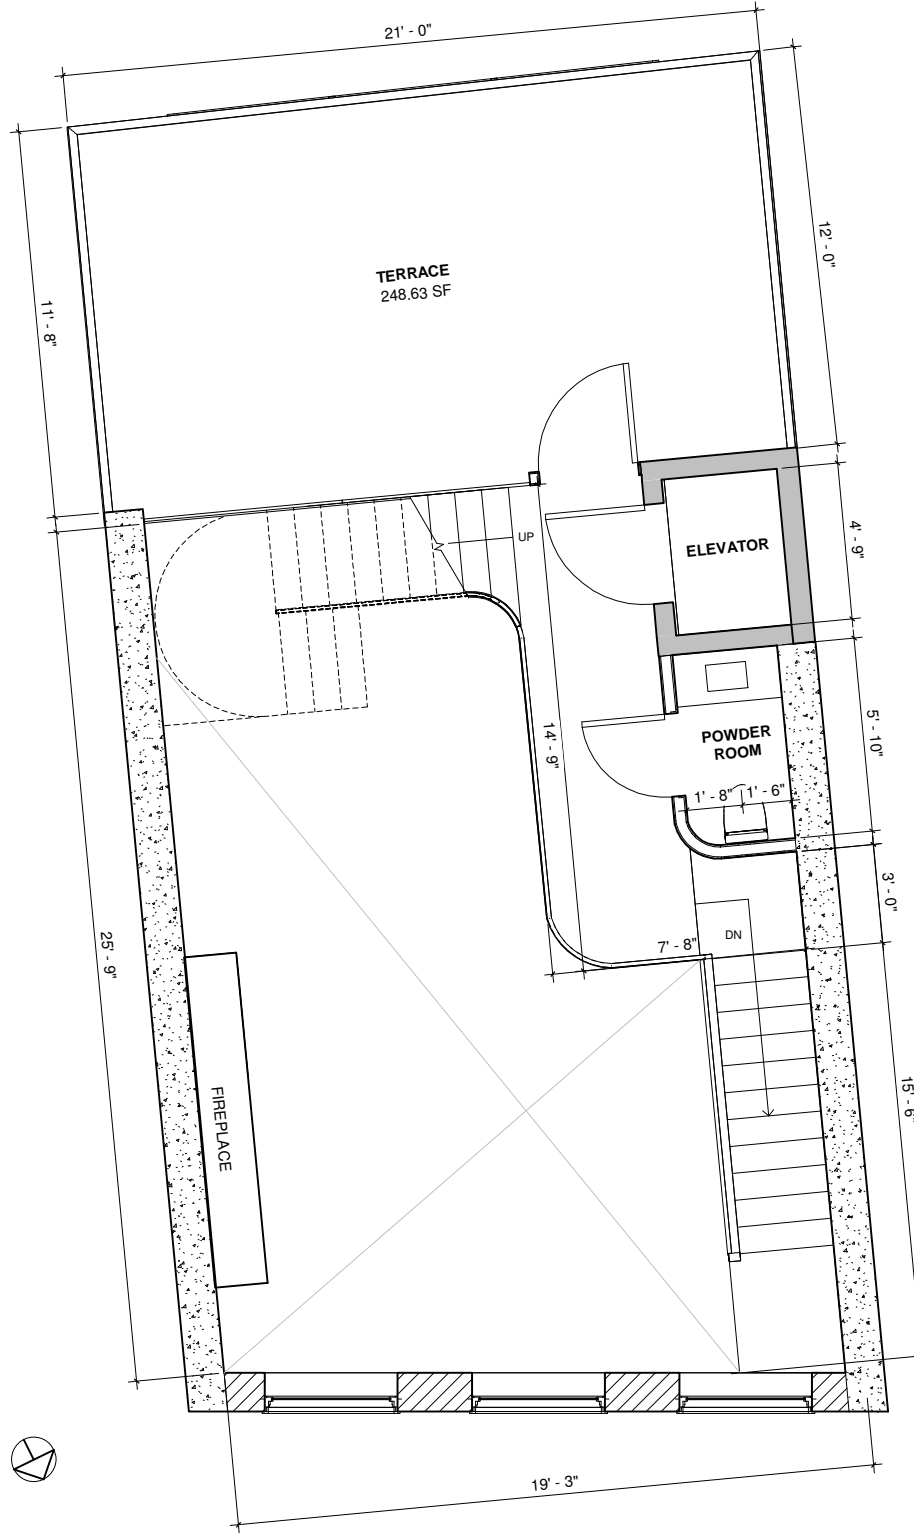 21' - 0"
12' - 0"
TERRACE
248.63 SF
11' - 8"
UP
ELEVATOR
4' - 9"
POWDER
ROOM
5' - 10"
14' - 9"
1' - 8"
1' - 6"
3' - 0"
DN
7' - 8"
25' - 9"
FIREPLACE
15' - 6"
19' - 3"